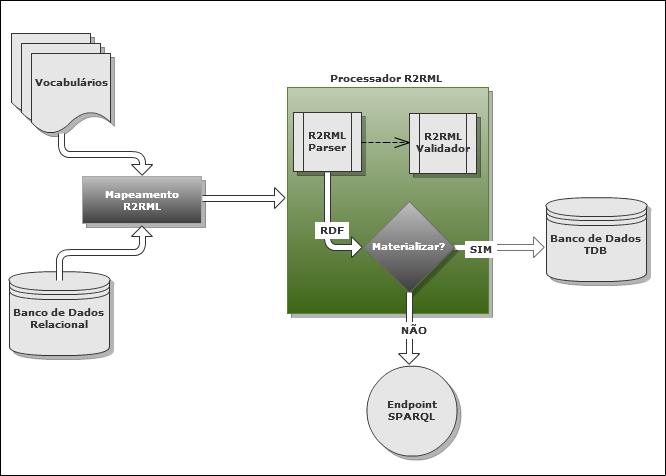 Processador R2RML
Vocabulários
R2RML
Parser
R2RML
Validador
Mapeamento
R2RML
RDF
Materializar?
SIM
Banco de Dados
TDB
Banco de Dados
Relacional
NÃO
Endpoint
SPARQL